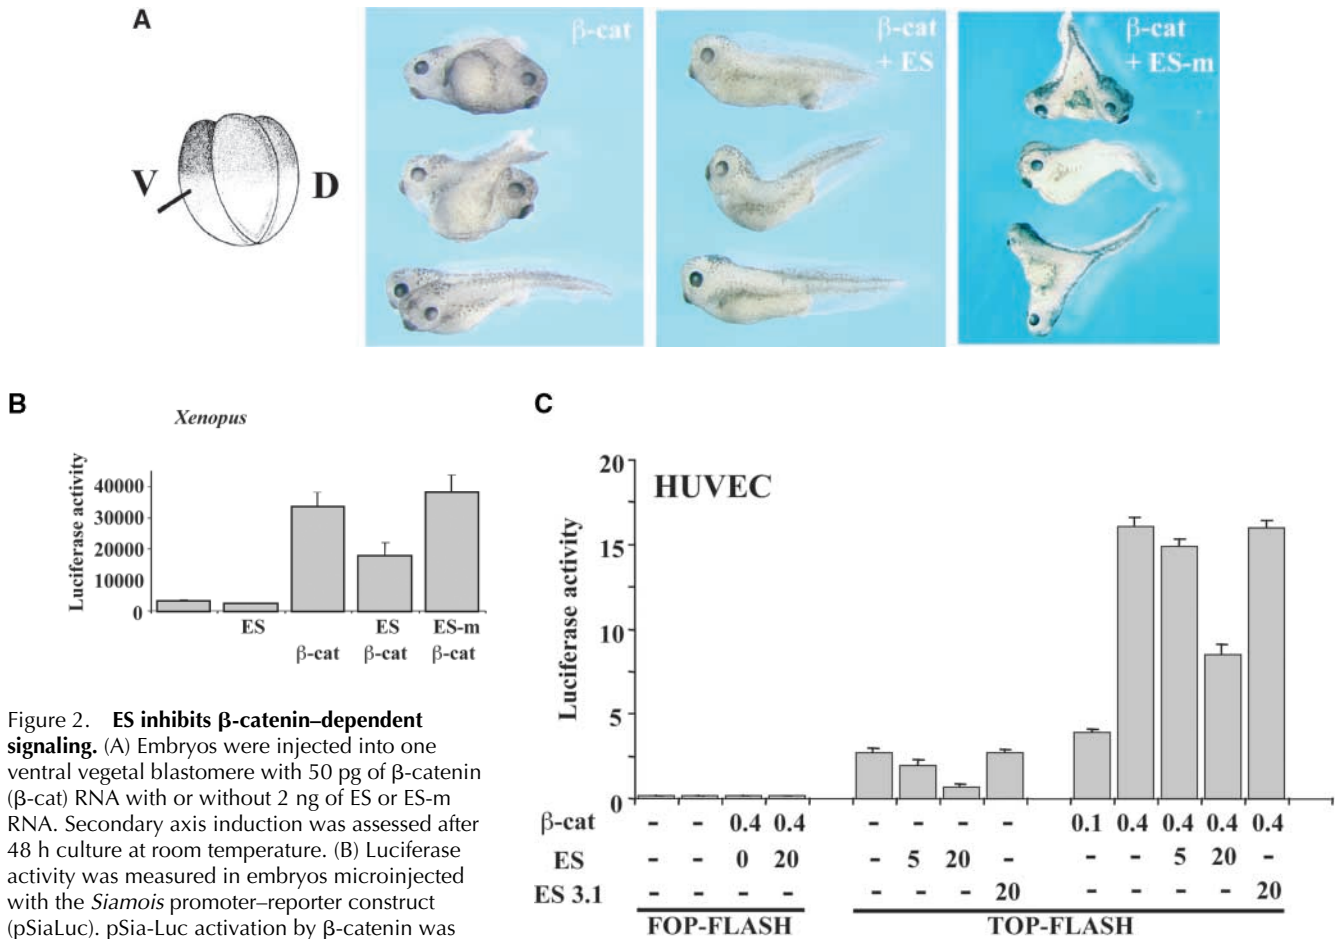 A
V
D
β-cat
β-cat
+ ES
β-cat
+ ES-m
B
Xenopus
Luciferase activity
40000
30000
20000
10000
0
ES
ES
ES-m
β-cat
β-cat
β-cat
C
HUVEC
Luciferase activity
20
15
10
5
0
β-cat - - 0.4 0.4 - - - - 0.1 0.4 0.4 0.4 0.4
ES - - 0 20 - 5 20 - - - 5 20 -
ES 3.1 - - - - - - - 20 - - - - 20
FOP-FLASH TOP-FLASH
Figure 2. ES inhibits β-catenin–dependent
signaling. (A) Embryos were injected into one
ventral vegetal blastomere with 50 pg of β-catenin
(β-cat) RNA with or without 2 ng of ES or ES-m
RNA. Secondary axis induction was assessed after
48 h culture at room temperature. (B) Luciferase
activity was measured in embryos microinjected
with the Siamois promoter–reporter construct
(pSiaLuc). pSia-Luc activation by β-catenin was